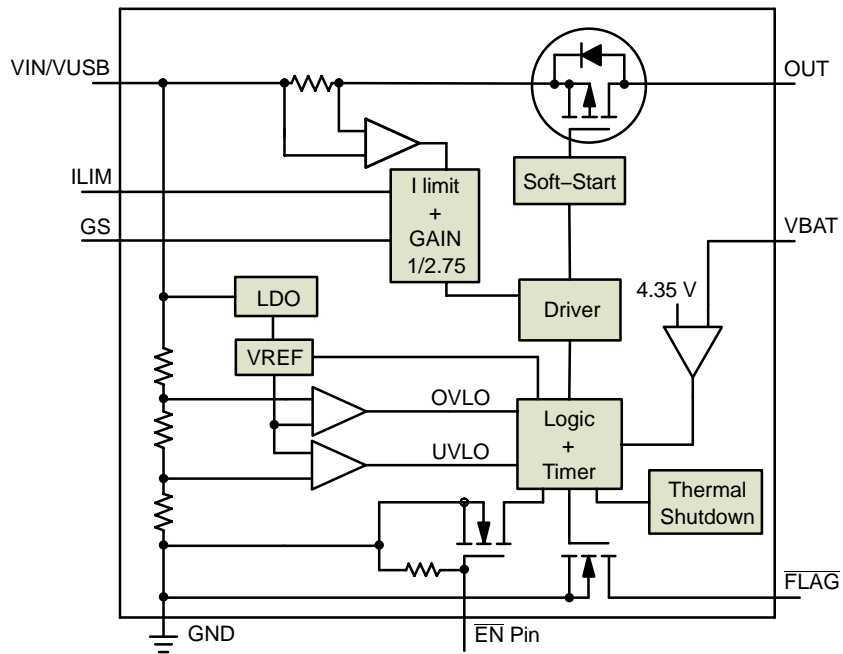 VIN/VUSB
OUT
ILIM
I limit
+
GAIN
1/2.75
Soft−Start
GS
VBAT
LDO
Driver
4.35 V
VREF
OVLO
Logic
+
Timer
UVLO
Thermal
Shutdown
FLAG
GND
EN Pin